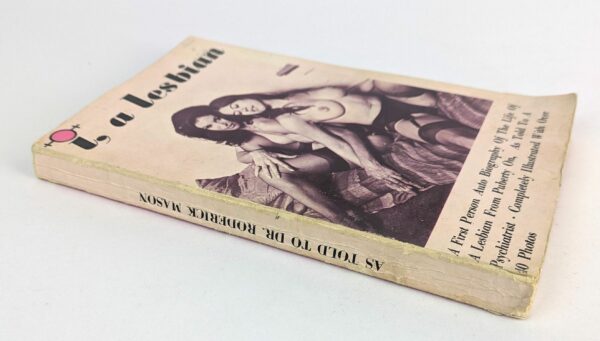 I, a lesbian
A First Person Auto Biography Of The Life Of
A Lesbian From Puberty On, As Told To A
Psychiatrist • Completely Illustrated With Over
40 Photos
AS TOLD TO DR. RODERICK MASON